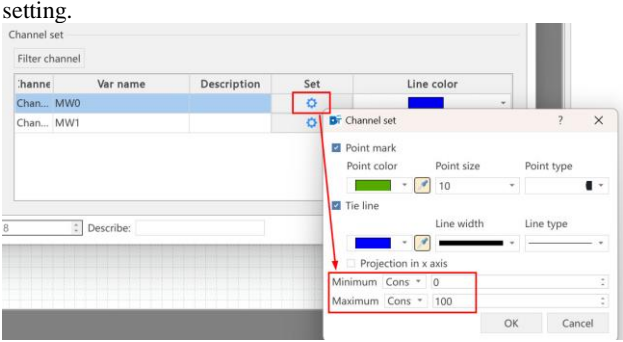 setting.
Channel set
Filter channel
:hanne Var name Description Set Line color
Chan... MW0
Chan... MW1
Channel set ? ×
Point mark
Point color Point size Point type
10
Tie line
Line width Line type
8 Describe:
Projection in x axis
Minimum Cons 0
Maximum Cons 100
OK Cancel